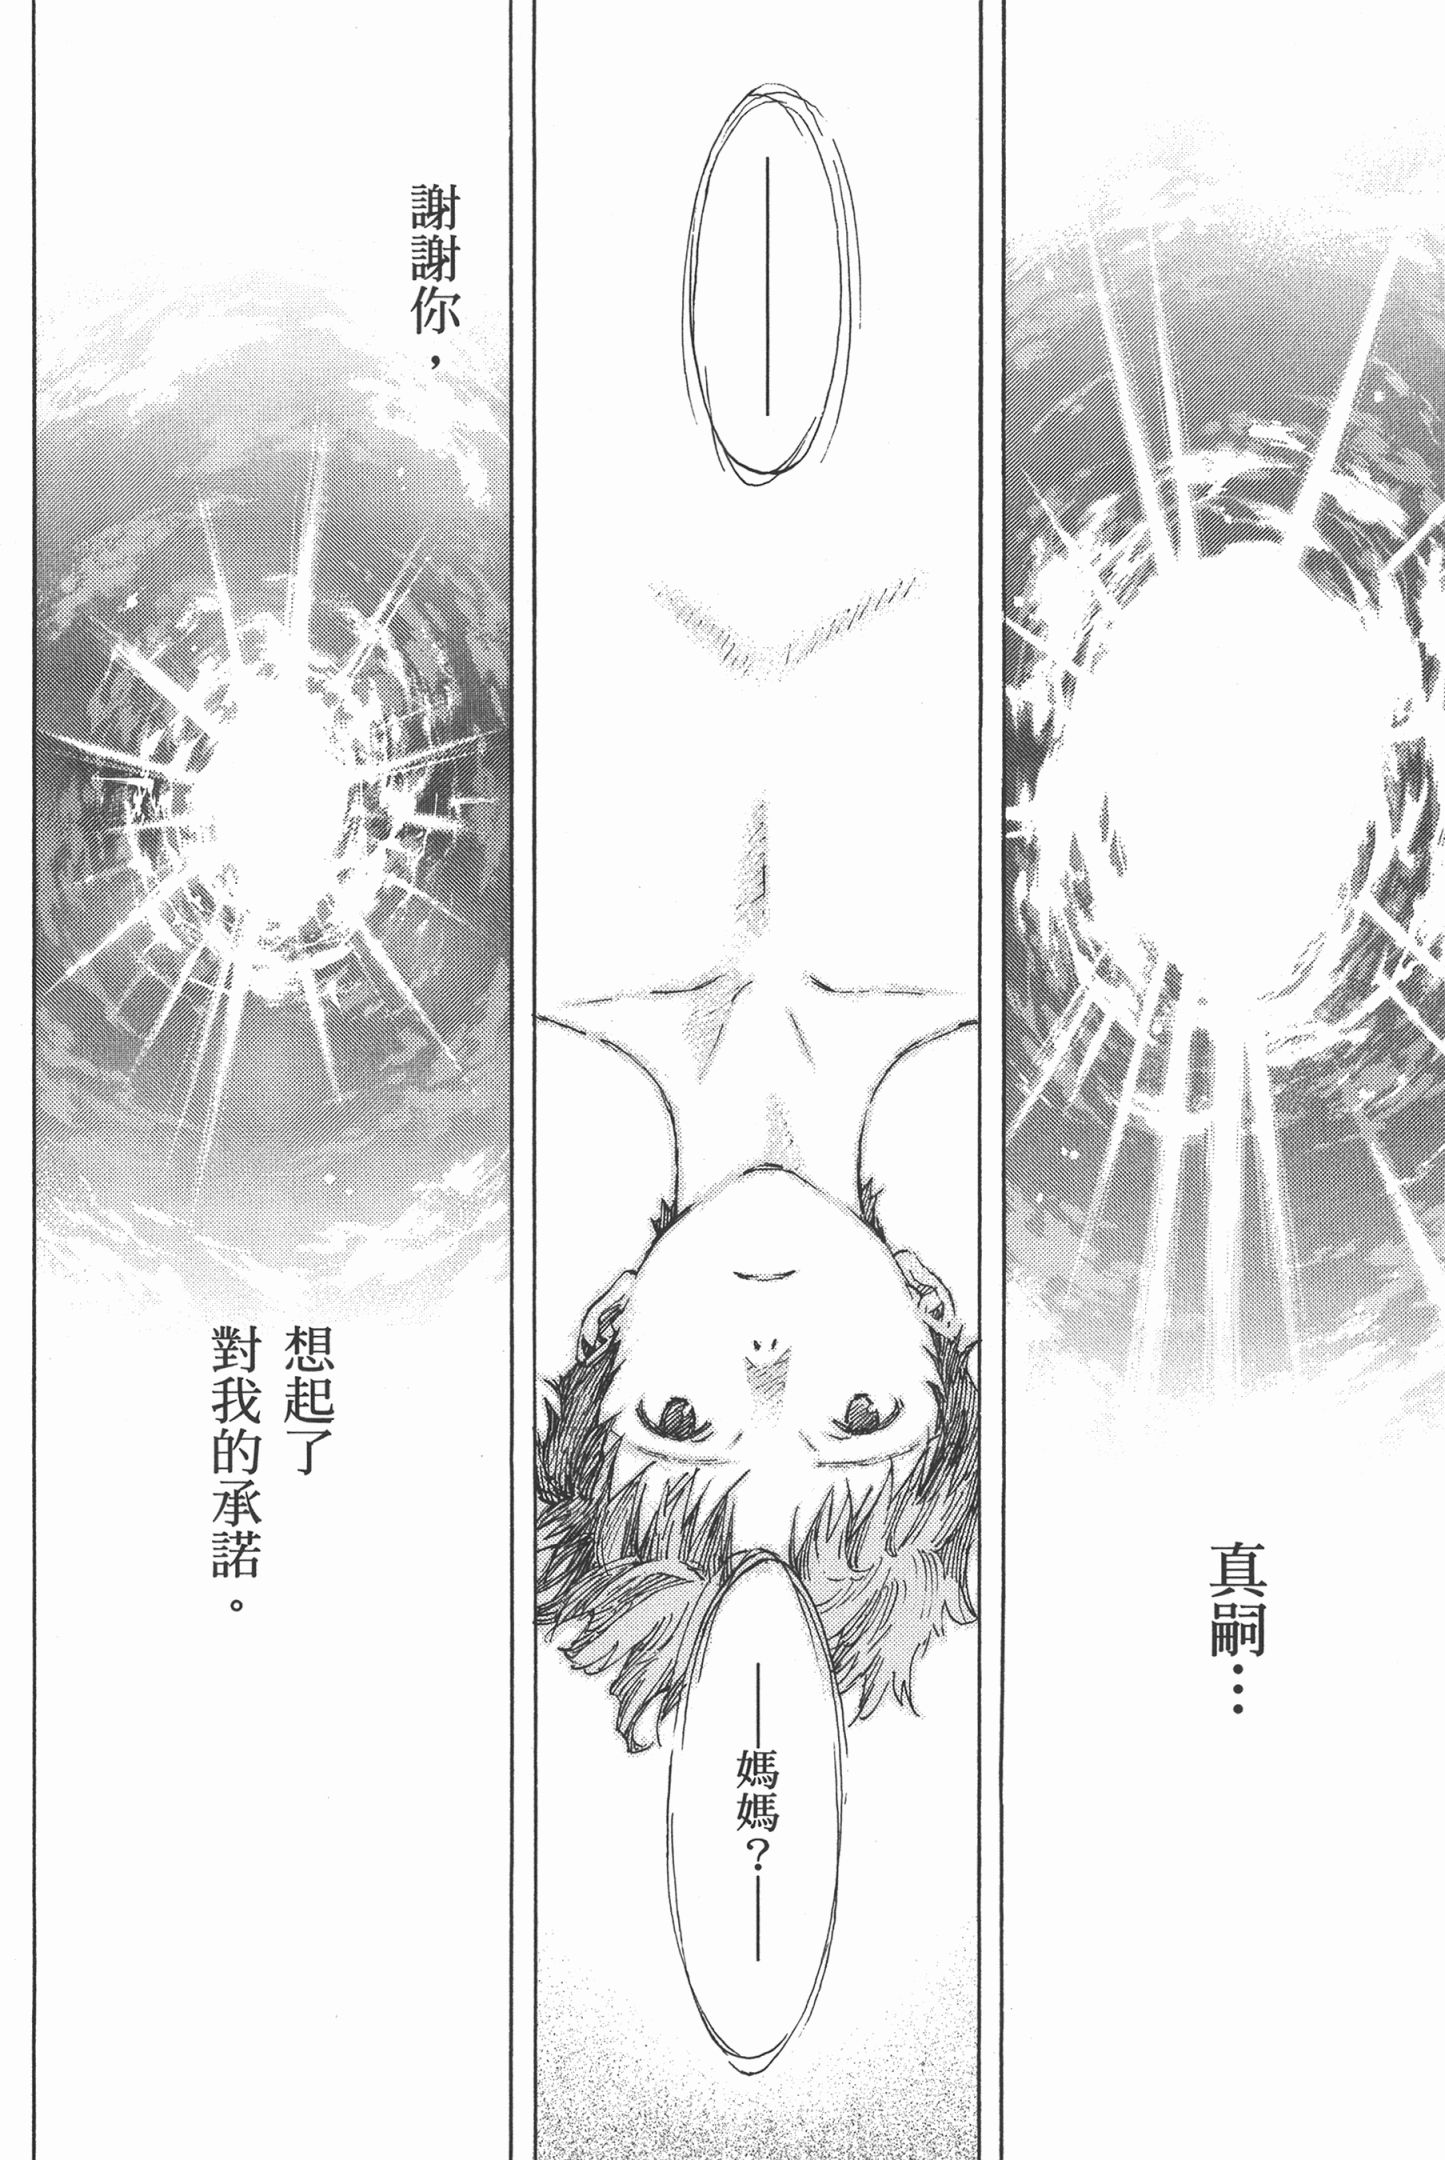 真嗣…
——
——媽媽？——
謝謝你，
想起了
對我的承諾。